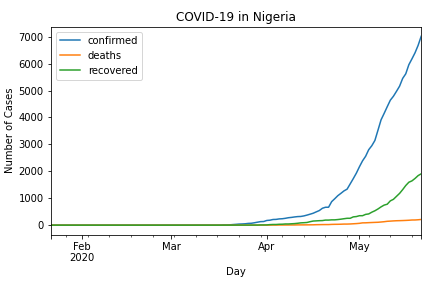 COVID-19 in Nigeria
confirmed
deaths
recovered
Number of Cases
7000
6000
5000
4000
3000
2000
1000
0
Feb
2020
Mar
Apr
May
Day